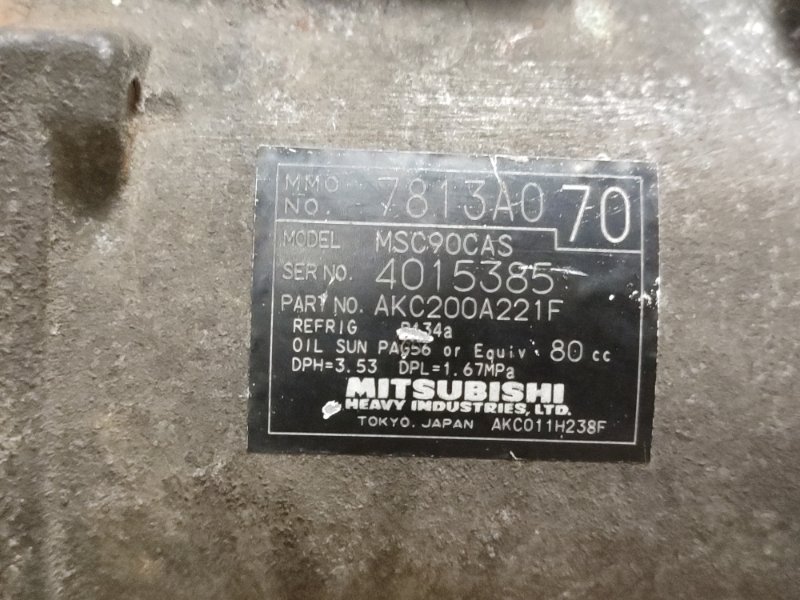 MMC NO. 7813A070
MODEL MSC90CAS
SER NO. 4015385
PART NO. AKC200A221F
REFRIG R134a
OIL SUN PAG56 or Equiv. 80 cc
DPH=3.53 DPL=1.67MPa
MITSUBISHI
HEAVY INDUSTRIES, LTD.
TOKYO, JAPAN AKC011H238F